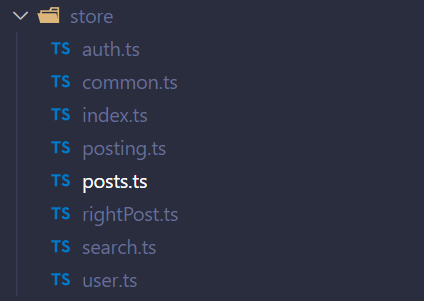 store
TS auth.ts
TS common.ts
TS index.ts
TS posting.ts
TS posts.ts
TS rightPost.ts
TS search.ts
TS user.ts